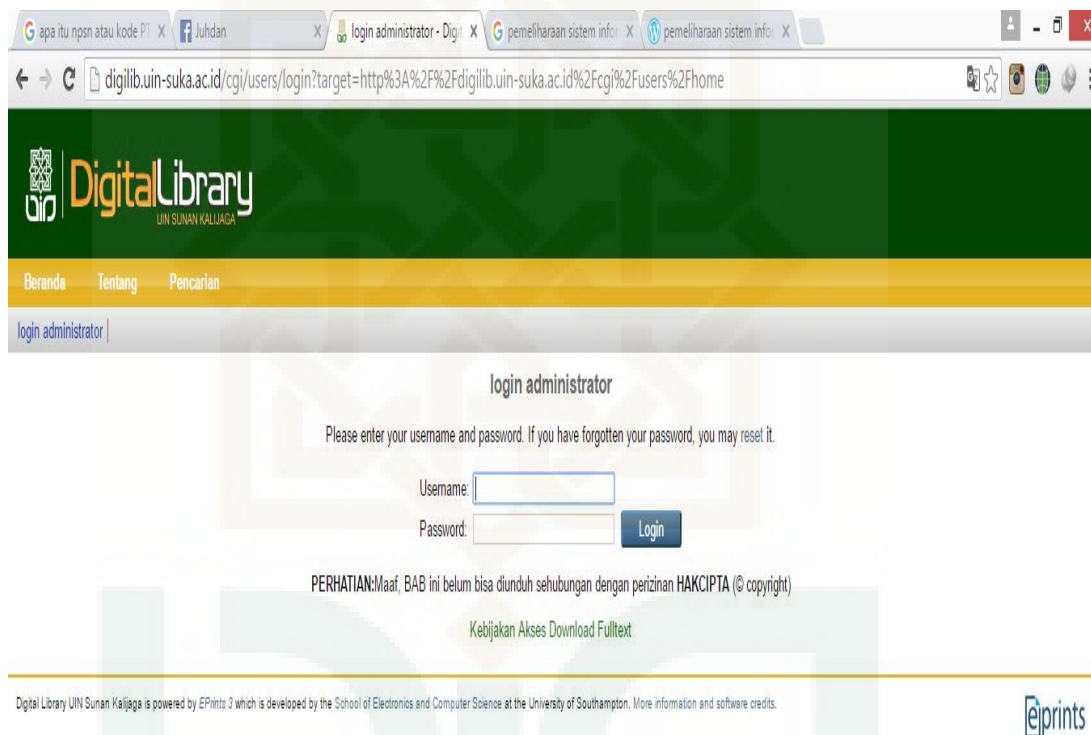 apa itu npsn atau kode PT
Juhdan
login administrator - Digi
pemeliharaan sistem infor
pemeliharaan sistem infor
digilib.uin-suka.ac.id/cgi/users/login?target=http%3A%2F%2Fdigilib.uin-suka.ac.id%2Fcgi%2Fusers%2Fhome
uin DigitalLibrary
UIN SUNAN KALIJAGA
Beranda Tentang Pencarian
login administrator
login administrator
Please enter your username and password. If you have forgotten your password, you may reset it.
Username:
Password: Login
PERHATIAN:Maaf, BAB ini belum bisa diunduh sehubungan dengan perizinan HAKCIPTA (© copyright)
Kebijakan Akses Download Fulltext
Digital Library UIN Sunan Kalijaga is powered by EPrints 3 which is developed by the School of Electronics and Computer Science at the University of Southampton. More information and software credits.
eprints